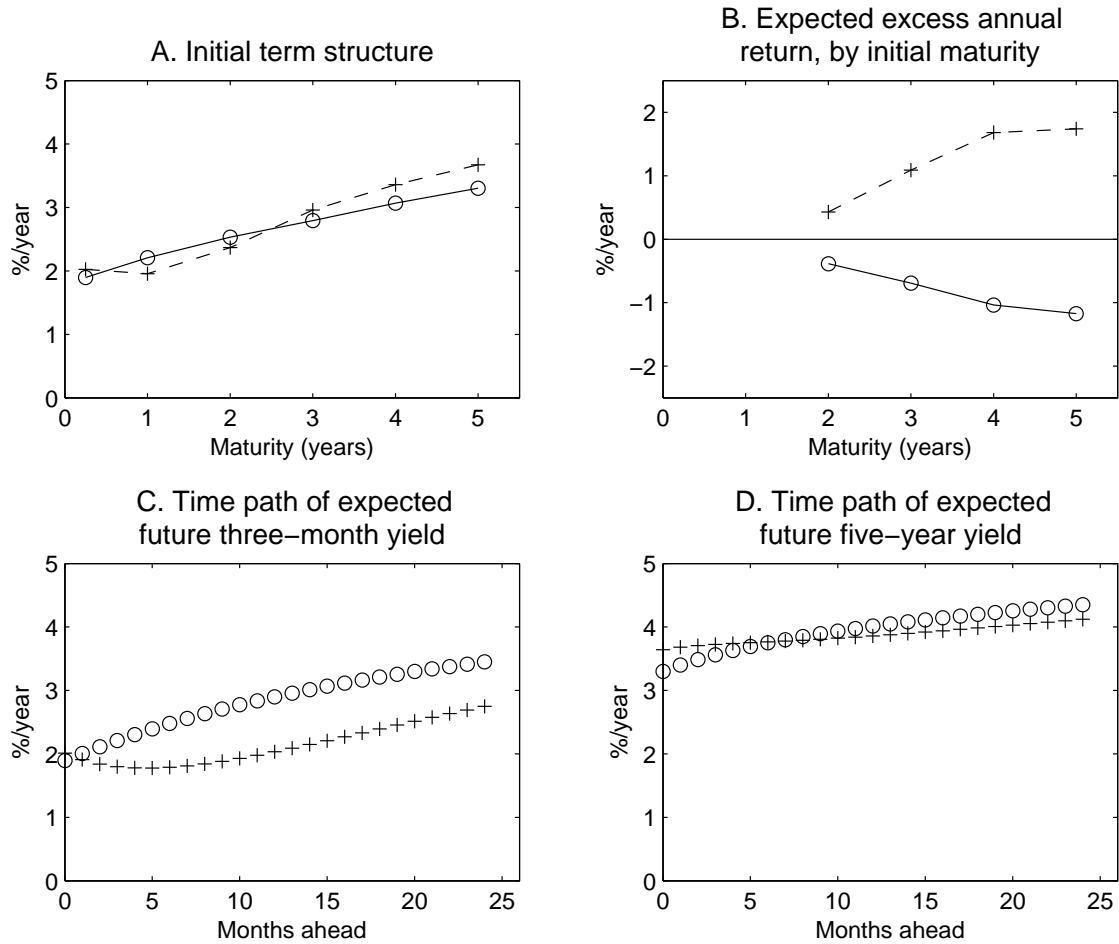 A. Initial term structure
5
4
3
2
1
0
%/year
0 1 2 3 4 5
Maturity (years)
B. Expected excess annual
return, by initial maturity
2
1
0
−1
−2
%/year
0 1 2 3 4 5
Maturity (years)
C. Time path of expected
future three−month yield
5
4
3
2
1
0
%/year
0 5 10 15 20 25
Months ahead
D. Time path of expected
future five−year yield
5
4
3
2
1
0
%/year
0 5 10 15 20 25
Months ahead